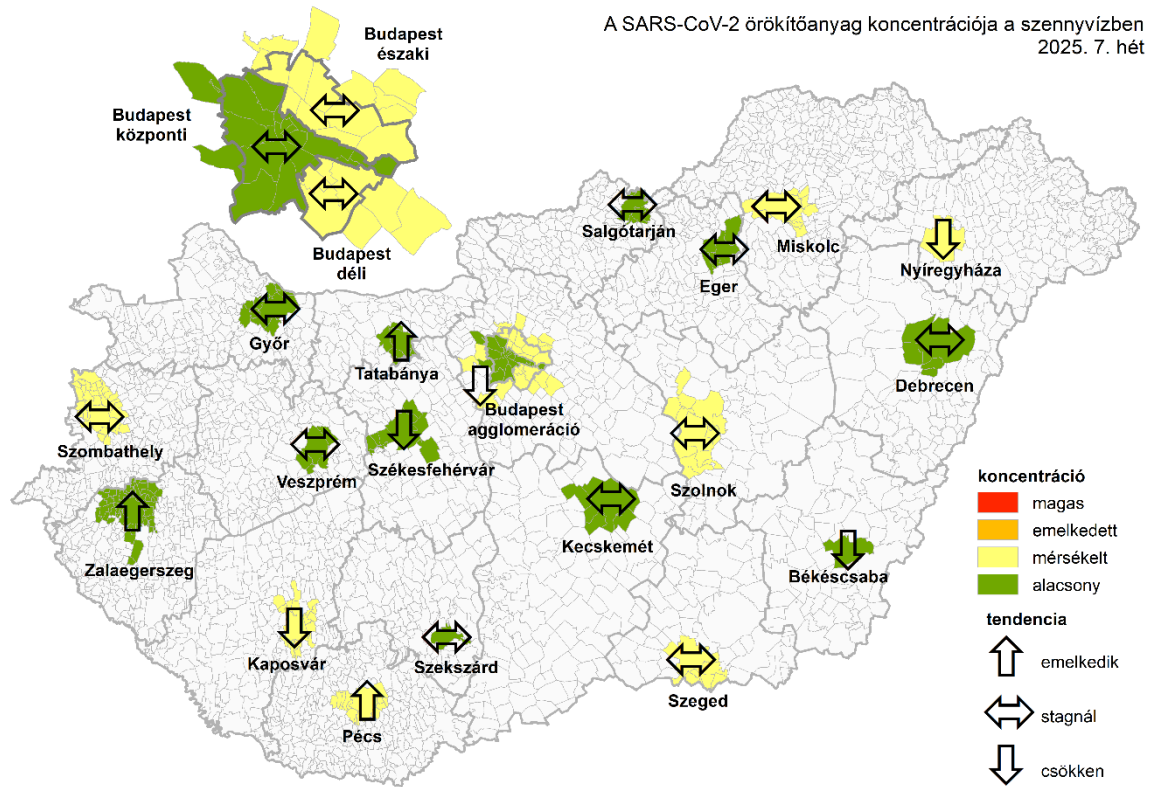 A SARS-CoV-2 örökítőanyag koncentrációja a szennyvízben
2025. 7. hét
Budapest
északi
Budapest
központi
Budapest
déli
Salgótarján
Miskolc
Eger
Nyíregyháza
Győr
Tatabánya
Debrecen
Budapest
agglomeráció
Szombathely
Veszprém
Székesfehérvár
Szolnok
Kecskemét
Zalaegerszeg
Békéscsaba
Kaposvár
Szekszárd
Szeged
Pécs
koncentráció
magas
emelkedett
mérsékelt
alacsony
tendencia
emelkedik
stagnál
csökken